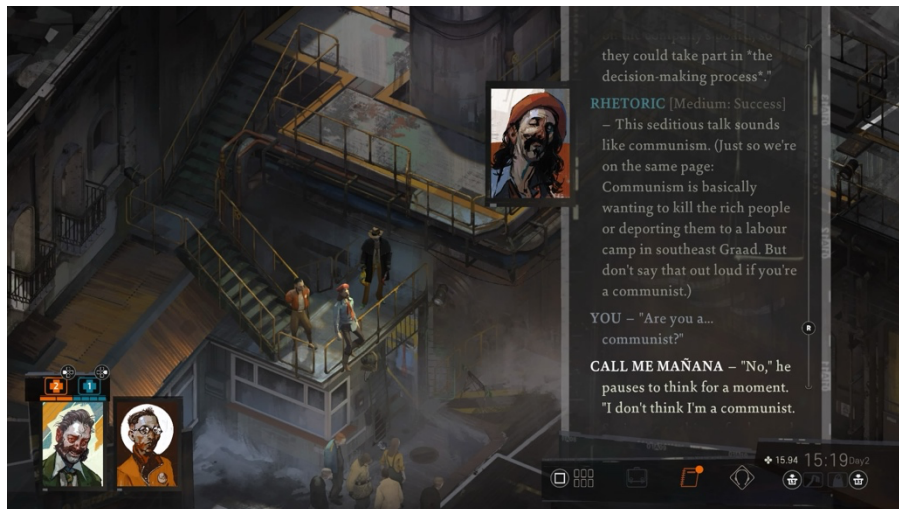 they could take part in *the
decision-making process*."
RHETORIC [Medium: Success]
– This seditious talk sounds
like communism. (Just so we're
on the same page:
Communism is basically
wanting to kill the rich people
or deporting them to a labour
camp in southeast Graad. But
don't say that out loud if you're
a communist.)
YOU – "Are you a...
communist?"
CALL ME MAÑANA – "No," he
pauses to think for a moment.
"I don't think I'm a communist.
R
2
1
15.94 15:19 Day2